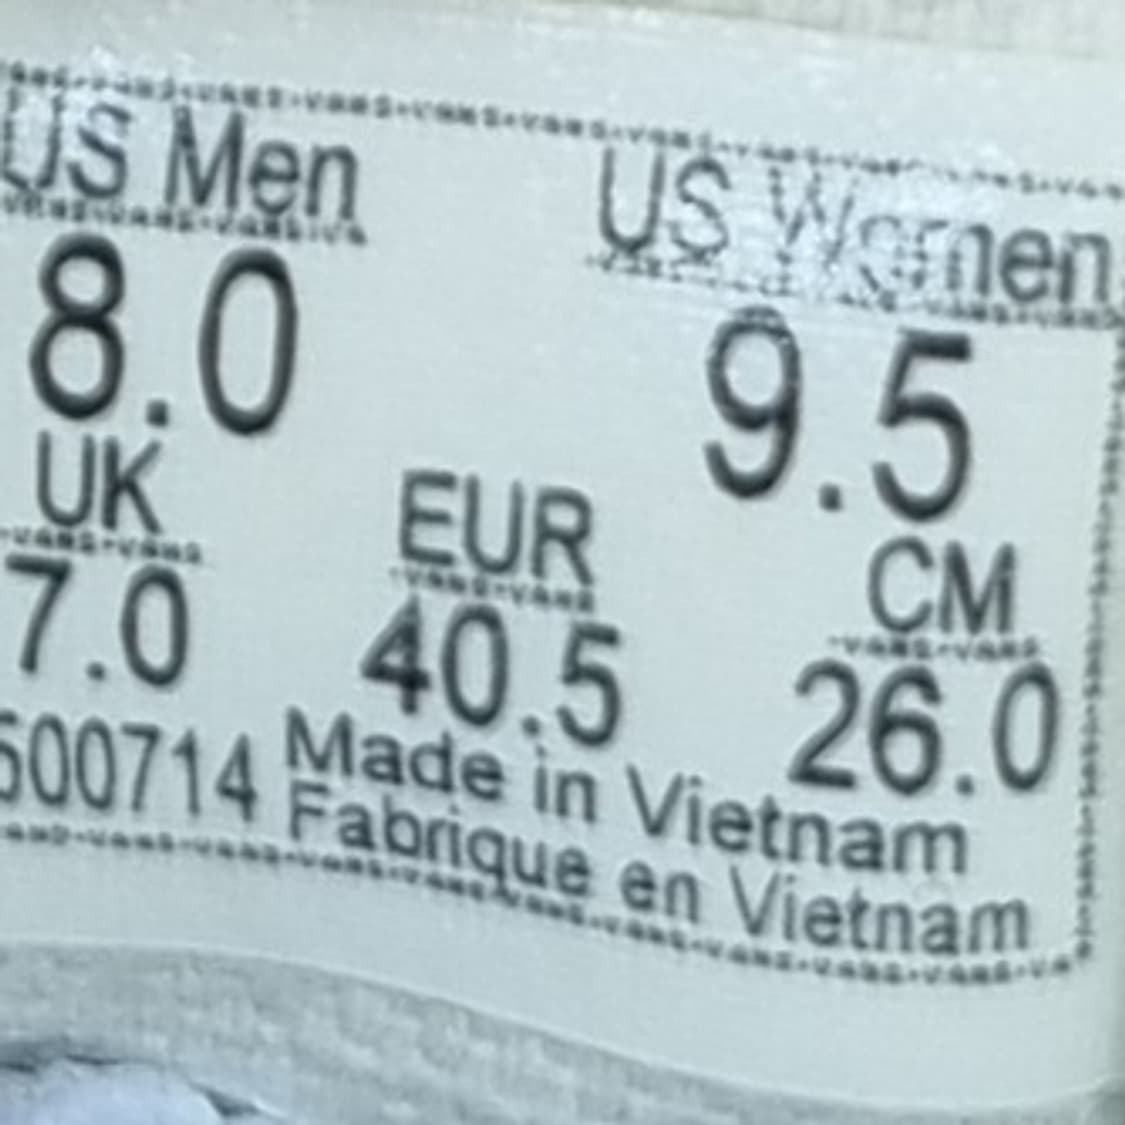 US Men US Women
8.0 9.5
UK EUR CM
7.0 40.5 26.0
500714 Made in Vietnam
Fabrique en Vietnam